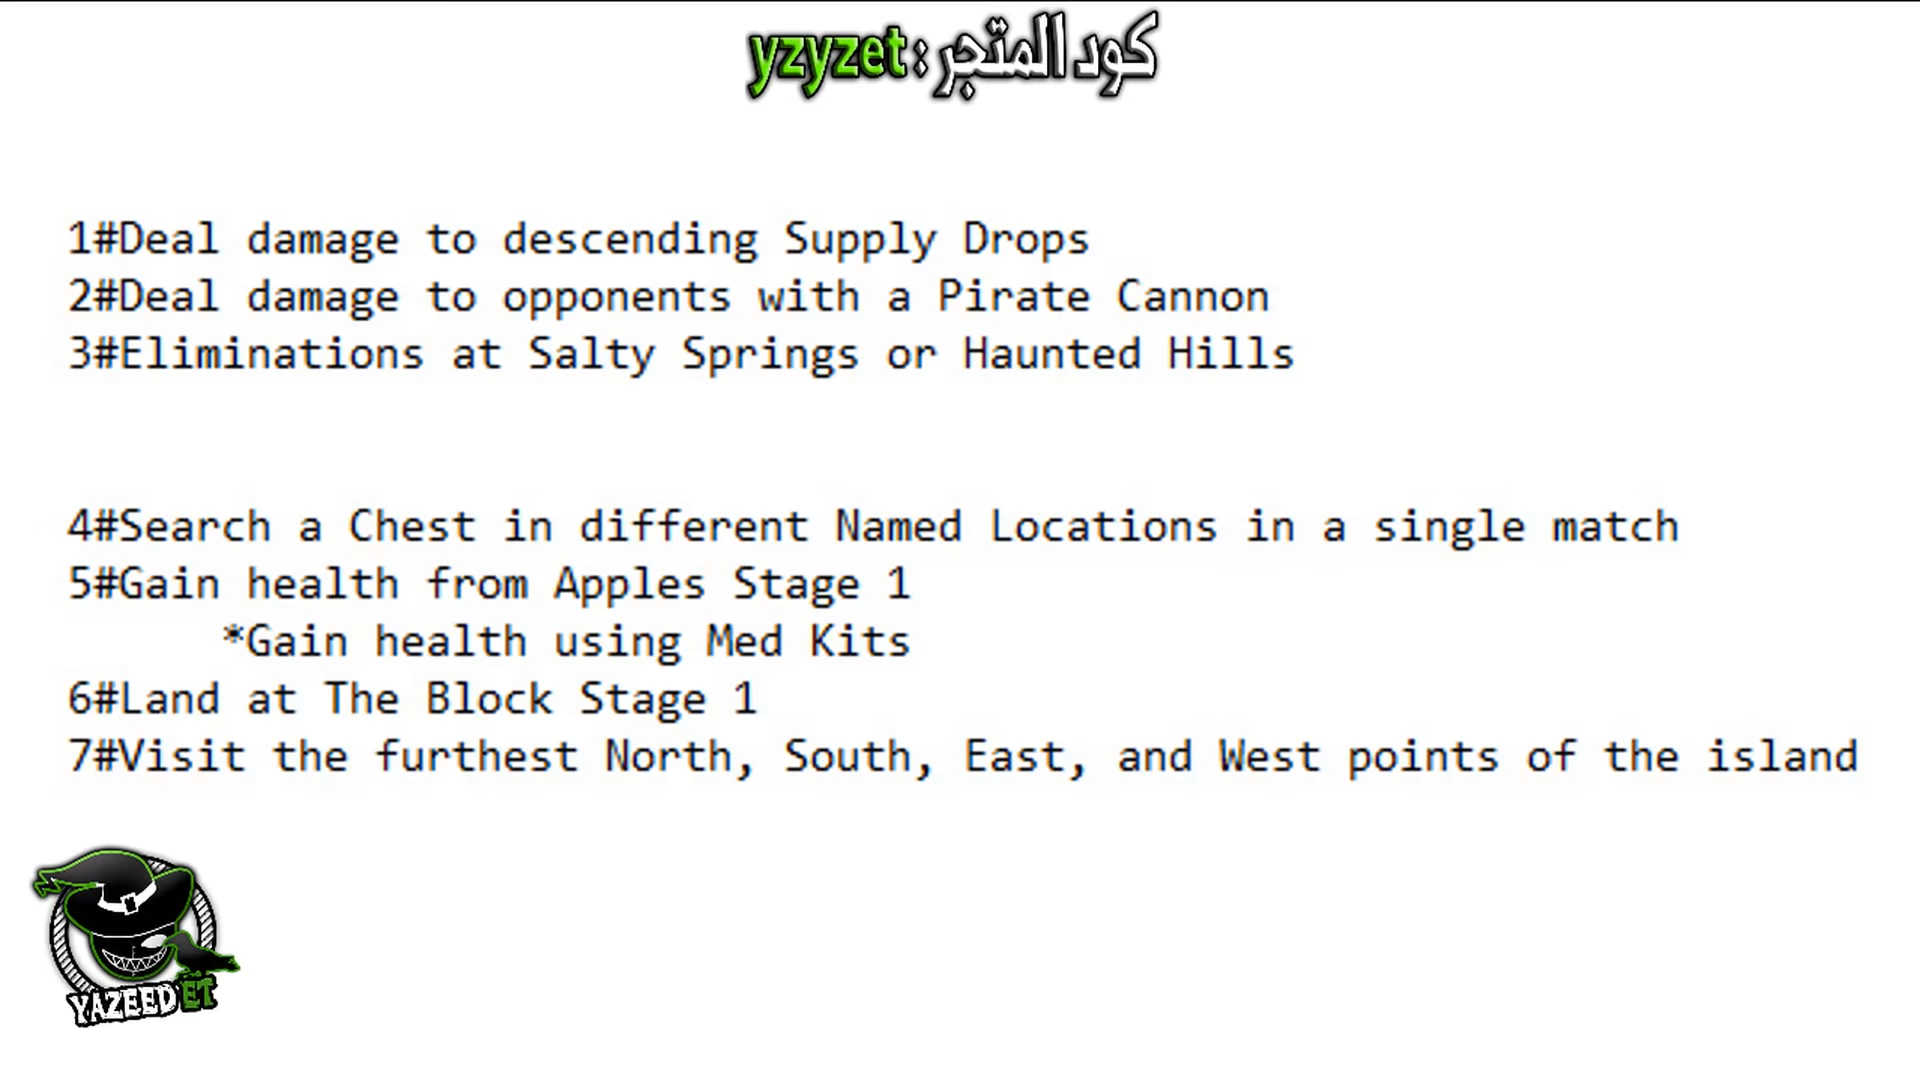 كود المتجر : yzyzet
1#Deal damage to descending Supply Drops
2#Deal damage to opponents with a Pirate Cannon
3#Eliminations at Salty Springs or Haunted Hills
4#Search a Chest in different Named Locations in a single match
5#Gain health from Apples Stage 1
*Gain health using Med Kits
6#Land at The Block Stage 1
7#Visit the furthest North, South, East, and West points of the island
YAZEED ET